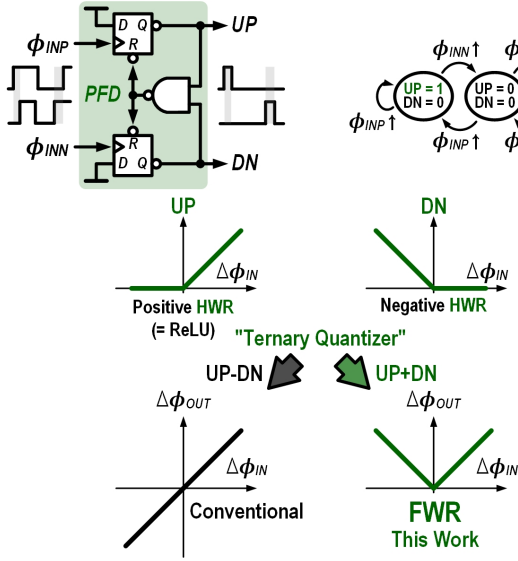 D Q
R
UP
ϕINP
PFD
ϕINN
R
D Q
DN
ϕINN↑
UP = 1
DN = 0
UP = 0
DN = 0
ϕINP↑
ϕINP↑
UP
DN
ΔϕIN
ΔϕIN
Positive HWR
(= ReLU)
Negative HWR
"Ternary Quantizer"
UP-DN
UP+DN
ΔϕOUT
ΔϕOUT
ΔϕIN
ΔϕIN
Conventional
FWR
This Work